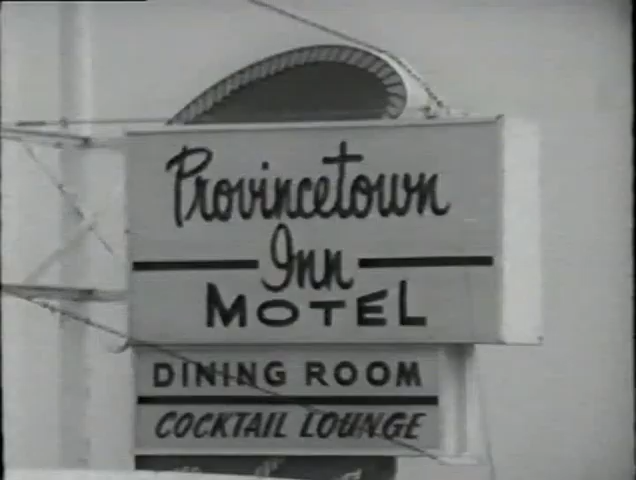 Provincetown
Inn
MOTEL
DINING ROOM
COCKTAIL LOUNGE